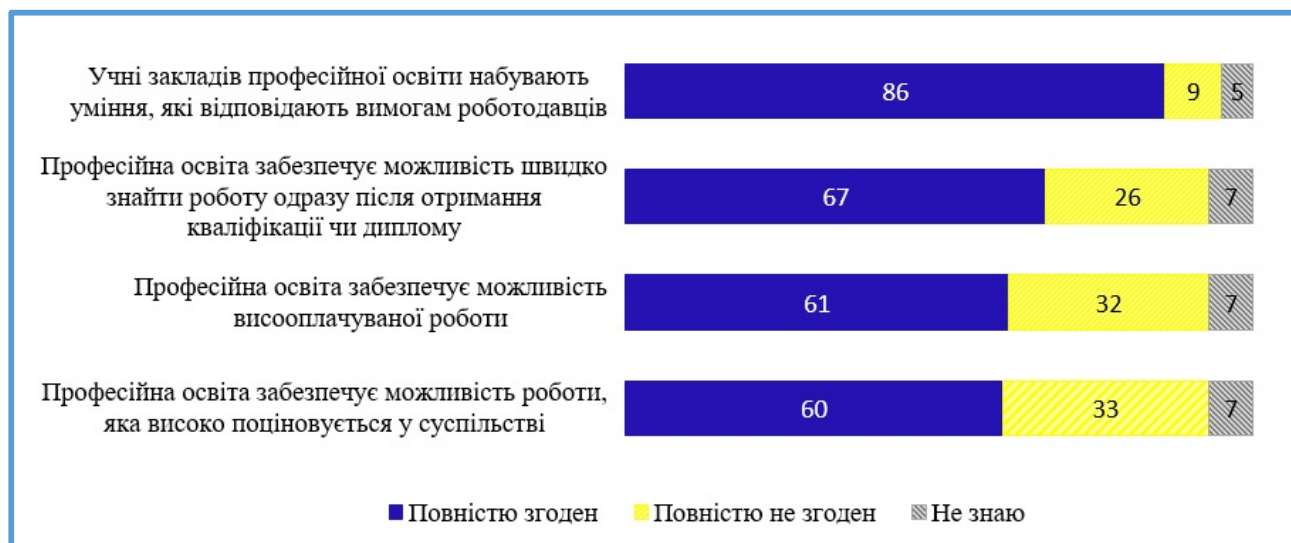 Учні закладів професійної освіти набувають
уміння, які відповідають вимогам роботодавців
86 9 5
Професійна освіта забезпечує можливість швидко
знайти роботу одразу після отримання
кваліфікації чи диплому
67 26 7
Професійна освіта забезпечує можливість
висооплачуваної роботи
61 32 7
Професійна освіта забезпечує можливість роботи,
яка високо поціновується у суспільстві
60 33 7
Повністю згоден Повністю не згоден Не знаю